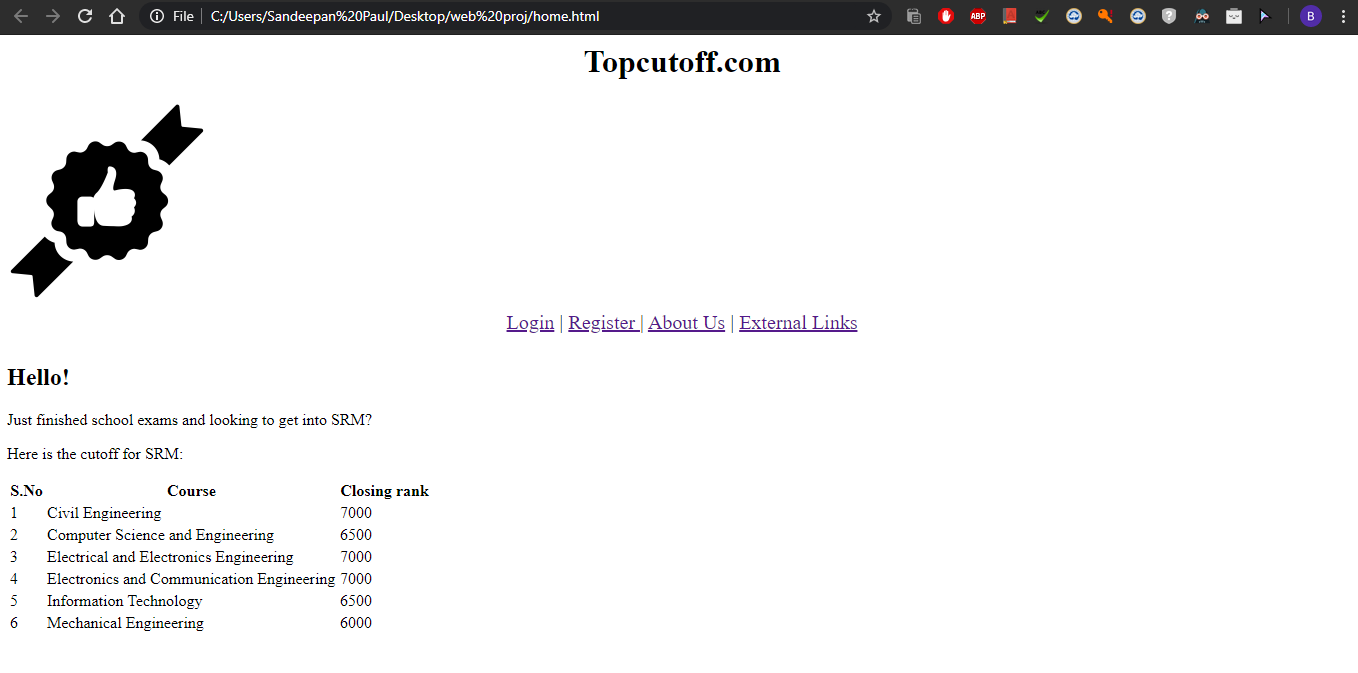 File C:/Users/Sandeepan%20Paul/Desktop/web%20proj/home.html ABP B
Topcutoff.com
Login | Register | About Us | External Links
Hello!
Just finished school exams and looking to get into SRM?
Here is the cutoff for SRM:
S.No Course Closing rank
1 Civil Engineering 7000
2 Computer Science and Engineering 6500
3 Electrical and Electronics Engineering 7000
4 Electronics and Communication Engineering 7000
5 Information Technology 6500
6 Mechanical Engineering 6000